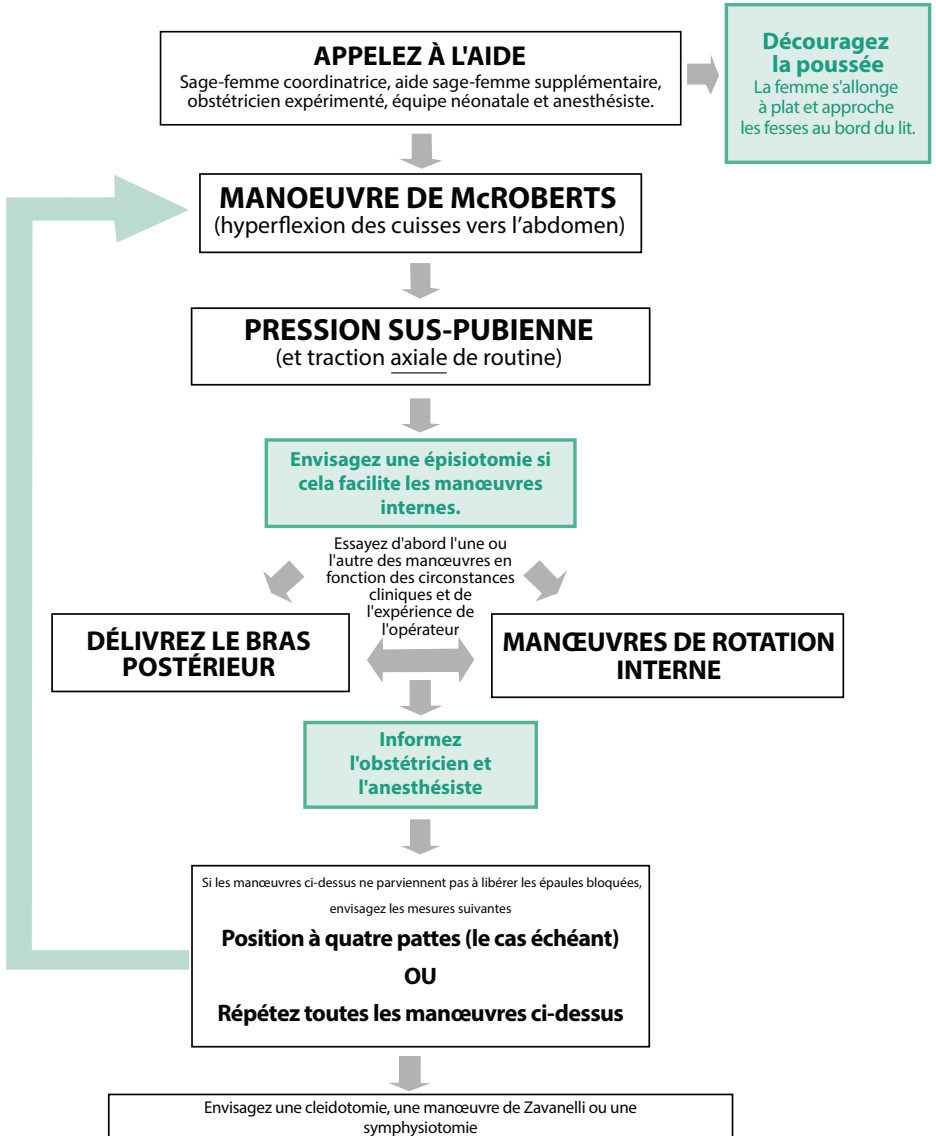 APPELEZ À L'AIDE
Sage-femme coordinatrice, aide sage-femme supplémentaire,
obstétricien expérimenté, équipe néonatale et anesthésiste.
Découragez
la poussée
La femme s'allonge
à plat et approche
les fesses au bord du lit.
MANOEUVRE DE McROBERTS
(hyperflexion des cuisses vers l’abdomen)
PRESSION SUS-PUBIENNE
(et traction axiale de routine)
Envisagez une épisiotomie si
cela facilite les manœuvres
internes.
Essayez d'abord l'une ou
l'autre des manœuvres en
fonction des circonstances
cliniques et de
l'expérience de
l'opérateur
DÉLIVREZ LE BRAS
POSTÉRIEUR
MANŒUVRES DE ROTATION
INTERNE
Informez
l'obstétricien et
l'anesthésiste
Si les manœuvres ci-dessus ne parviennent pas à libérer les épaules bloquées,
envisagez les mesures suivantes
Position à quatre pattes (le cas échéant)
OU
Répétez toutes les manœuvres ci-dessus
Envisagez une cleidotomie, une manœuvre de Zavanelli ou une
symphysiotomie